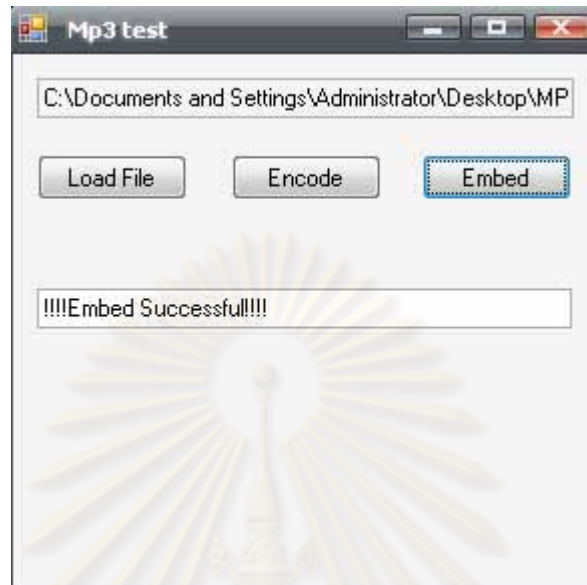 Mp3 test
C:\Documents and Settings\Administrator\Desktop\MP
Load File Encode Embed
!!!!Embed Successful!!!!